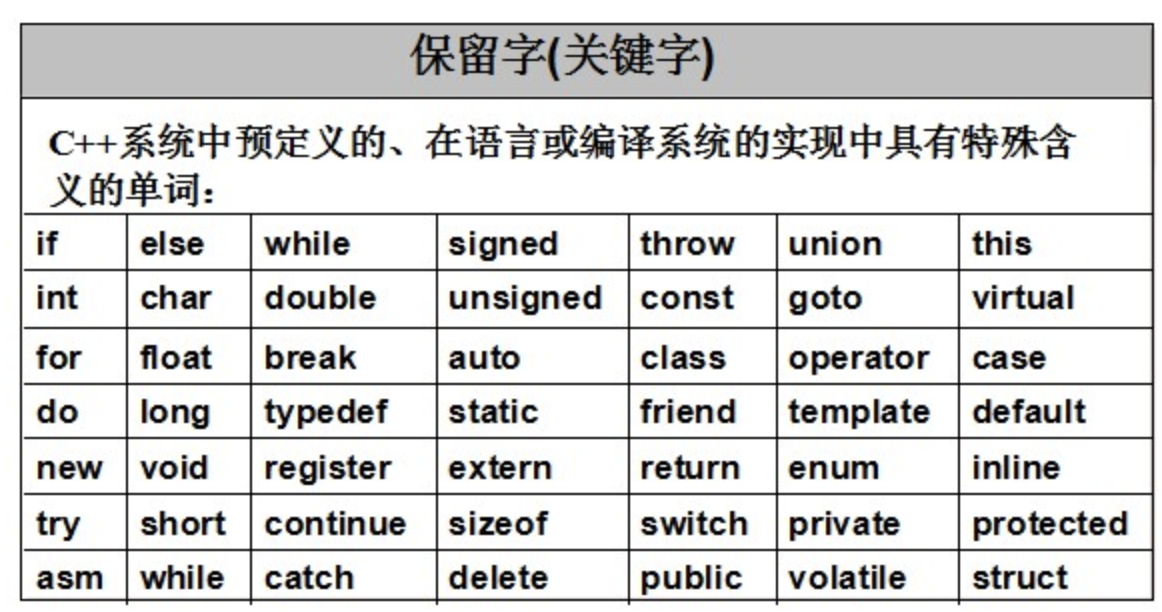 保留字(关键字)
C++系统中预定义的、在语言或编译系统的实现中具有特殊含
义的单词：
if else while signed throw union this
int char double unsigned const goto virtual
for float break auto class operator case
do long typedef static friend template default
new void register extern return enum inline
try short continue sizeof switch private protected
asm while catch delete public volatile struct